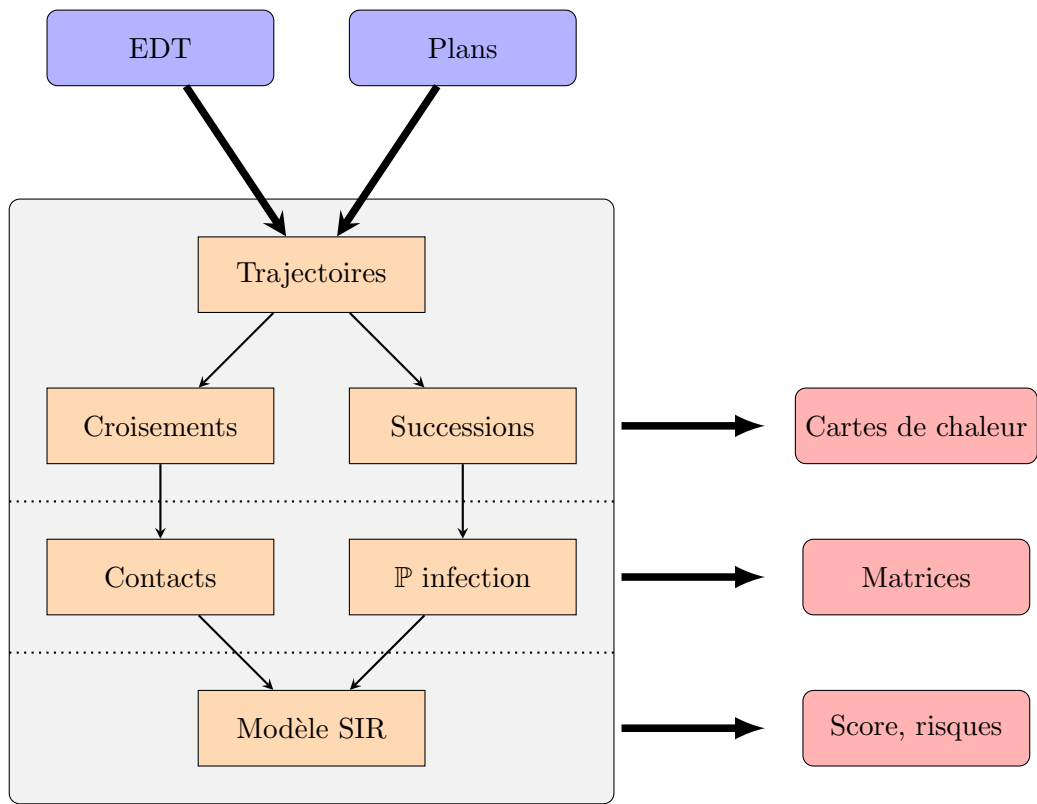 EDT
Plans
Trajectoires
Croisements
Successions
Cartes de chaleur
Contacts
ℙ infection
Matrices
Modèle SIR
Score, risques